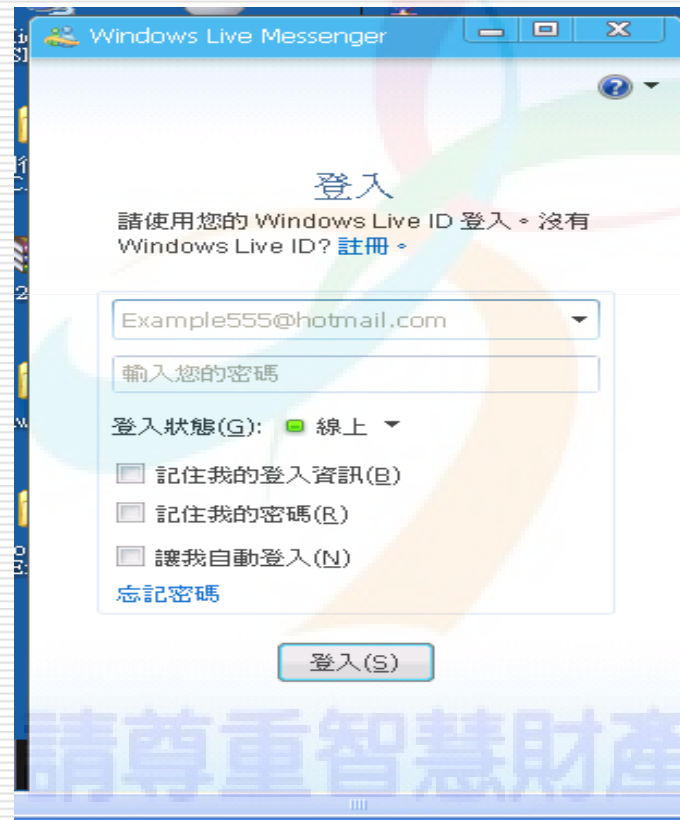 Windows Live Messenger
登入
請使用您的 Windows Live ID 登入。沒有
Windows Live ID? 註冊。
Example555@hotmail.com
輸入您的密碼
登入狀態(G): 線上
記住我的登入資訊(B)
記住我的密碼(R)
讓我自動登入(N)
忘記密碼
登入(S)
請尊重智慧財產